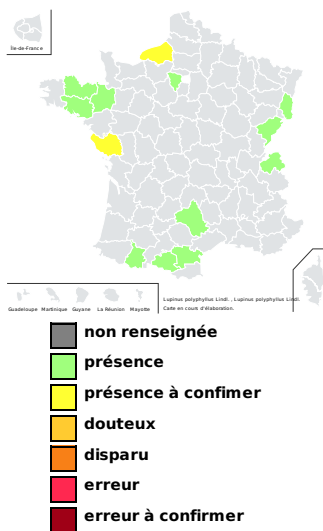 Île-de-France
Guadeloupe Martinique Guyane La Réunion Mayotte
Lupinus polyphyllus Lindl. , Lupinus polyphyllus Lindl.
Carte en cours d'élaboration.
non renseignée
présence
présence à confimer
douteux
disparu
erreur
erreur à confirmer